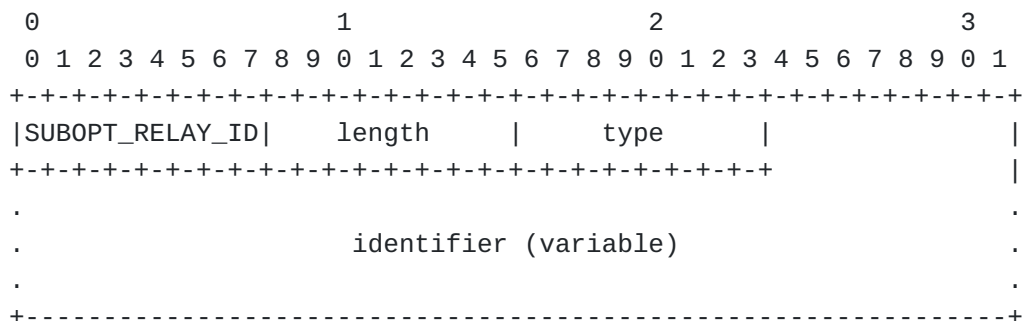 0                   1                   2                   3
 0 1 2 3 4 5 6 7 8 9 0 1 2 3 4 5 6 7 8 9 0 1 2 3 4 5 6 7 8 9 0 1
+-+-+-+-+-+-+-+-+-+-+-+-+-+-+-+-+-+-+-+-+-+-+-+-+-+-+-+-+-+-+-+-+
|SUBOPT_RELAY_ID|    length     |     type      |               |
+-+-+-+-+-+-+-+-+-+-+-+-+-+-+-+-+-+-+-+-+-+-+-+-+               |
.                                                               .
.                     identifier (variable)                     .
.                                                               .
+---------------------------------------------------------------+